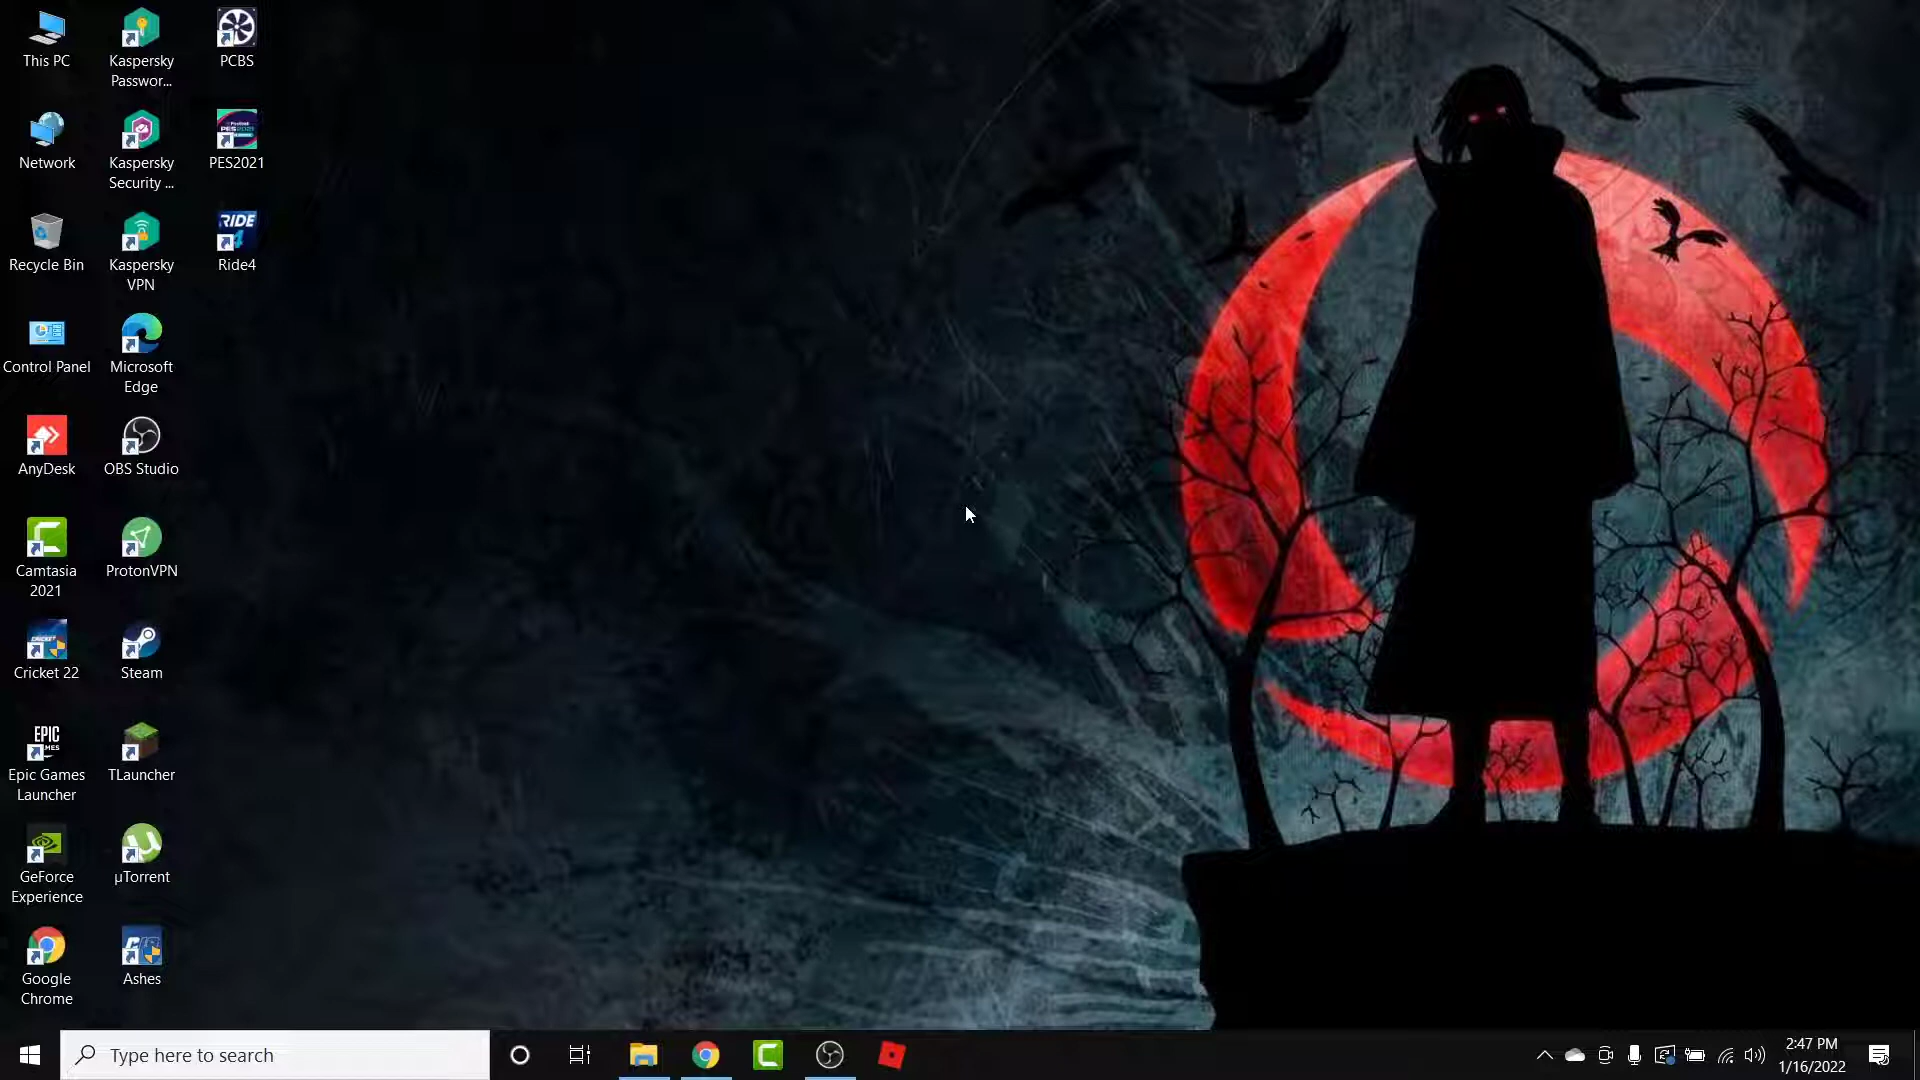 This PC
Kaspersky
Passwor...
PCBS
Network
Kaspersky
Security ...
PES2021
Recycle Bin
Kaspersky
VPN
RIDE
4
Ride4
Control Panel
Microsoft
Edge
AnyDesk
OBS Studio
Camtasia
2021
ProtonVPN
Cricket 22
Steam
EPIC
Epic Games
Launcher
TLauncher
GeForce
Experience
µTorrent
Google
Chrome
Ashes
Type here to search
2:47 PM
1/16/2022